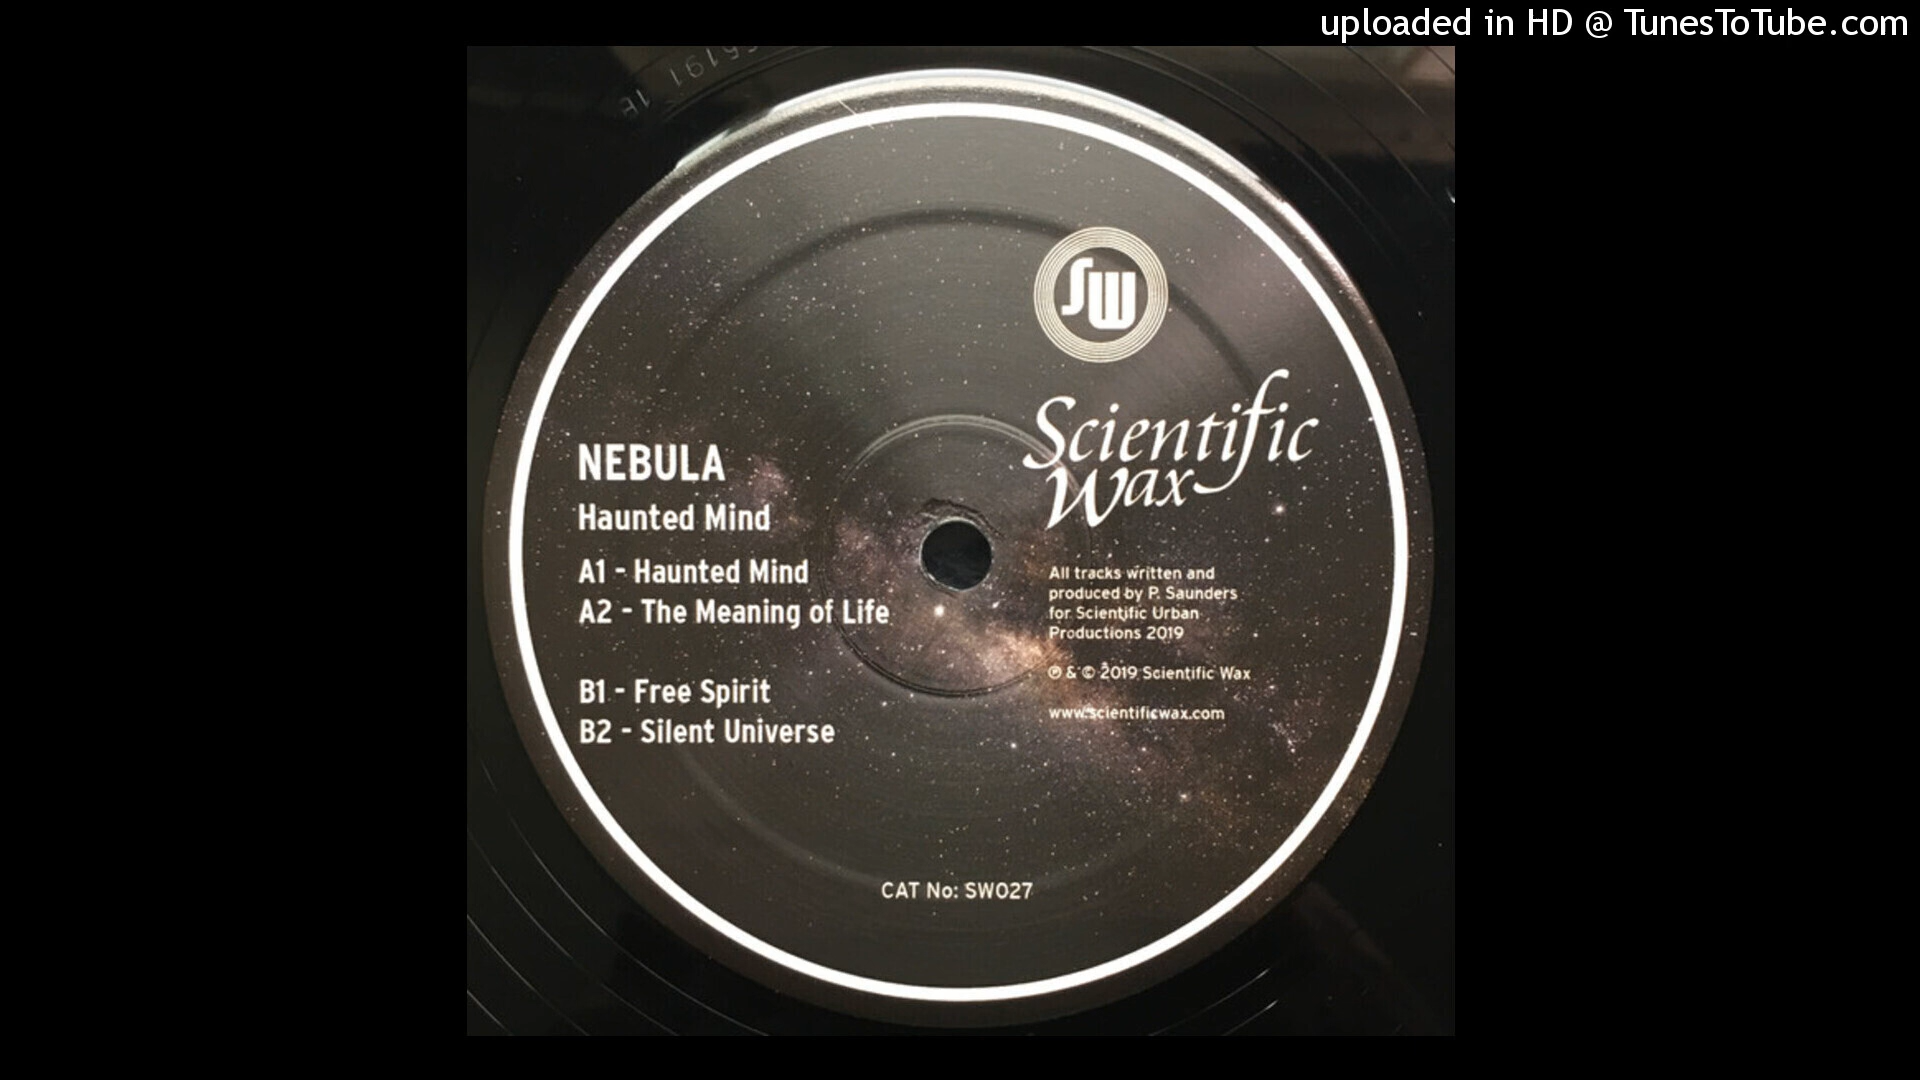 uploaded in HD @ TunesToTube.com
SW
Scientific
Wax
NEBULA
Haunted Mind
A1 - Haunted Mind
A2 - The Meaning of Life
B1 - Free Spirit
B2 - Silent Universe
All tracks written and
produced by P. Saunders
for Scientific Urban
Productions 2019
℗ & © 2019 Scientific Wax
www.scientificwax.com
CAT No: SW027